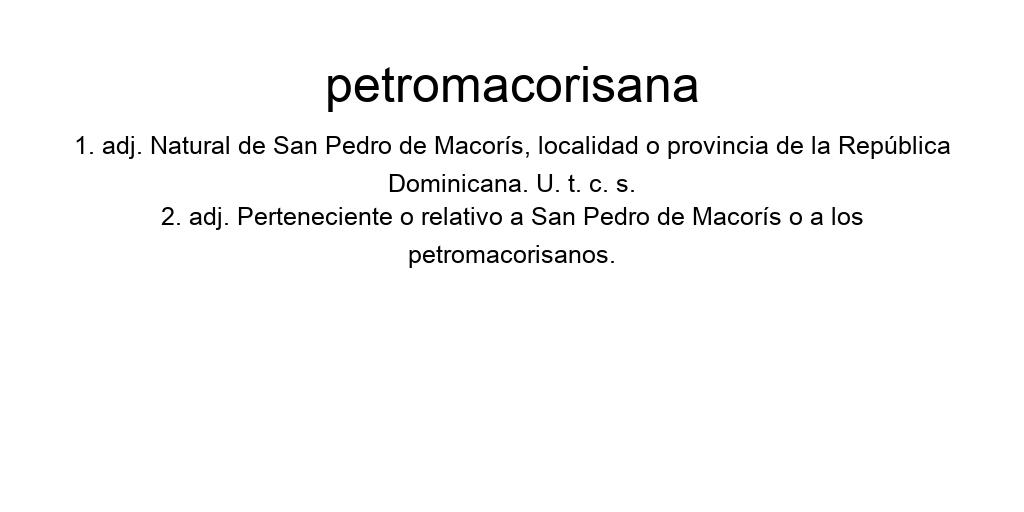 petromacorisana
1. adj. Natural de San Pedro de Macorís, localidad o provincia de la República
Dominicana. U. t. c. s.
2. adj. Perteneciente o relativo a San Pedro de Macorís o a los
petromacorisanos.